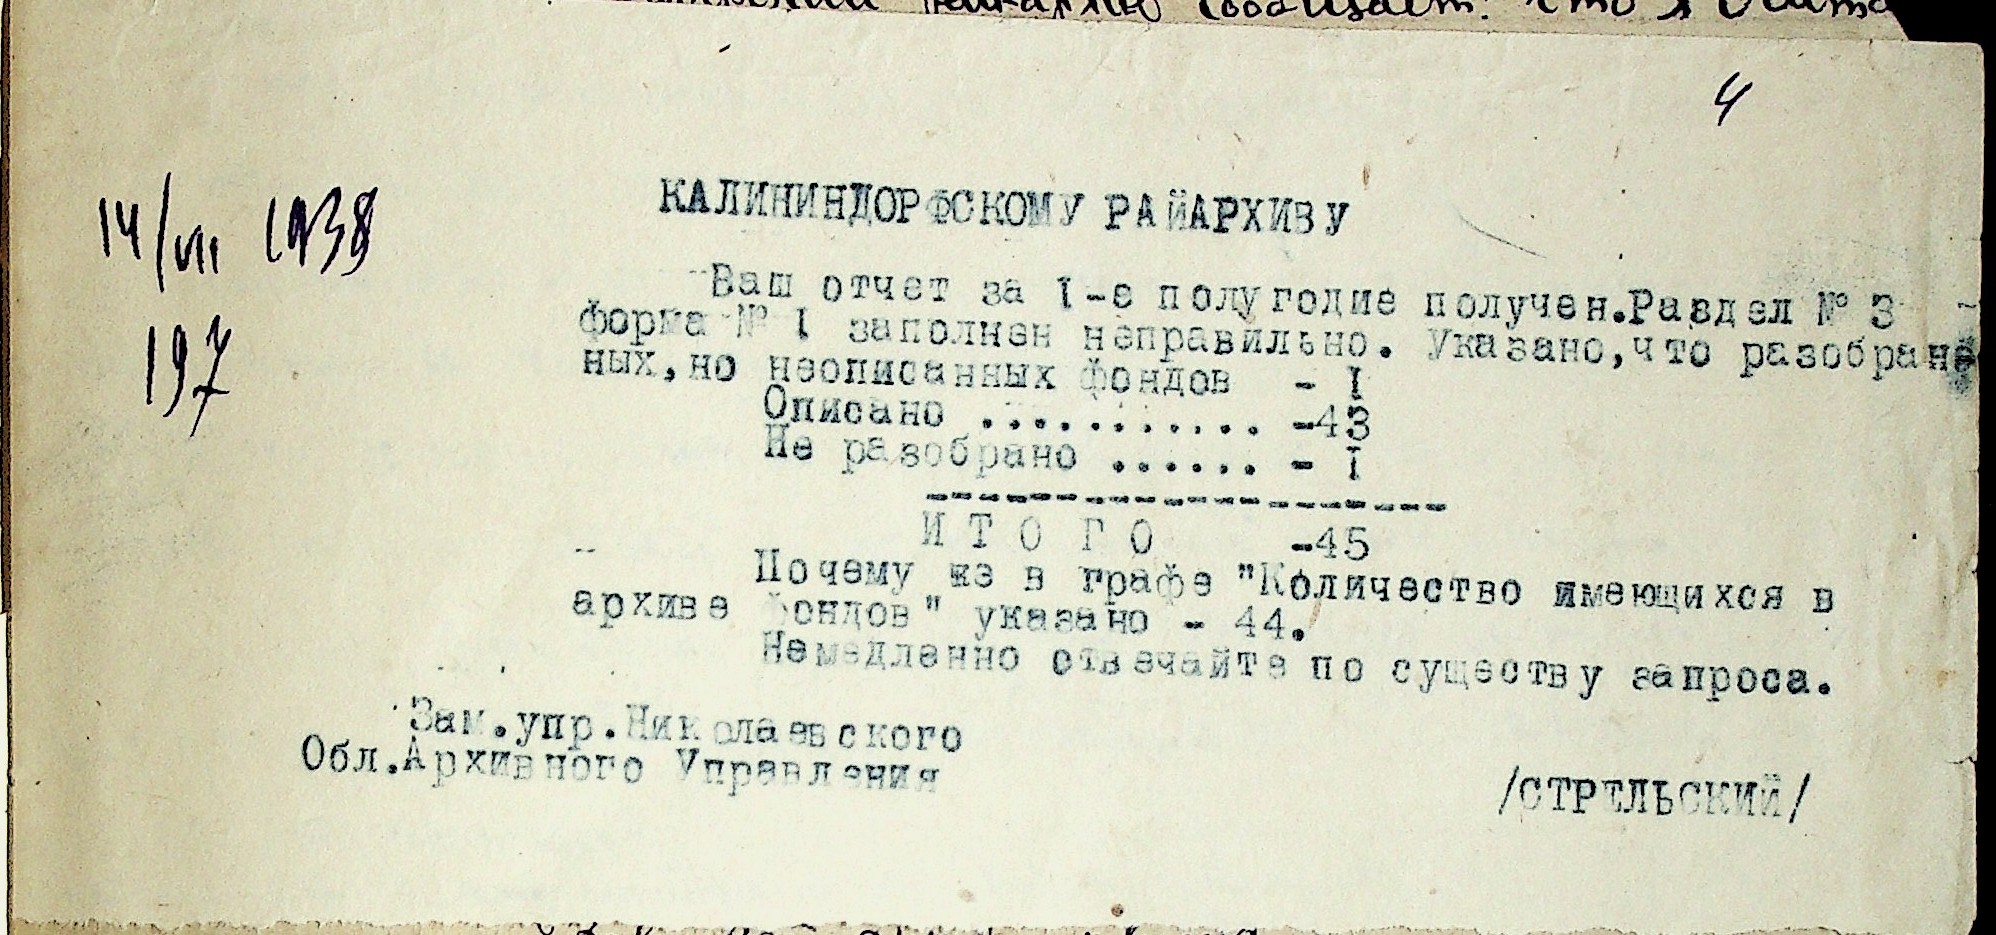 4
14/VII 1938
197
КАЛИНИНДОРФСКОМУ РАЙАРХИВУ
Ваш отчет за I-е полугодие получен.Раздел № 3
форма № I заполнен неправильно. Указано,что разобран
ных,но неописанных фондов - I
Описано ........... -43
Не разобрано ...... - I
--------------------
И Т О Г О -45
Почему же в графе "Количество имеющихся в
архиве фондов" указано - 44.
Немедленно отвечайте по существу запроса.
Зам.упр.Николаевского
Обл.Архивного Управления
/СТРЕЛЬСКИЙ/